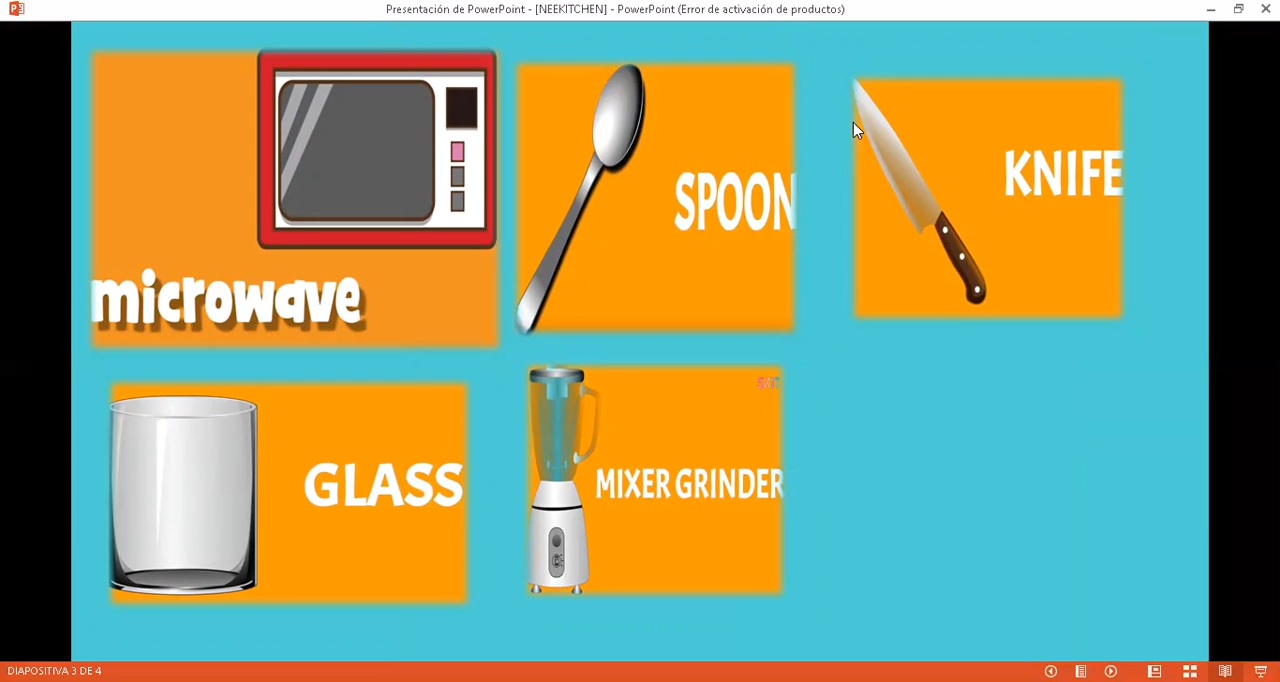 Presentación de PowerPoint - [NEEKITCHEN] - PowerPoint (Error de activación de productos)
microwave
SPOON
KNIFE
GLASS
MIXER GRINDER
DIAPOSITIVA 3 DE 4